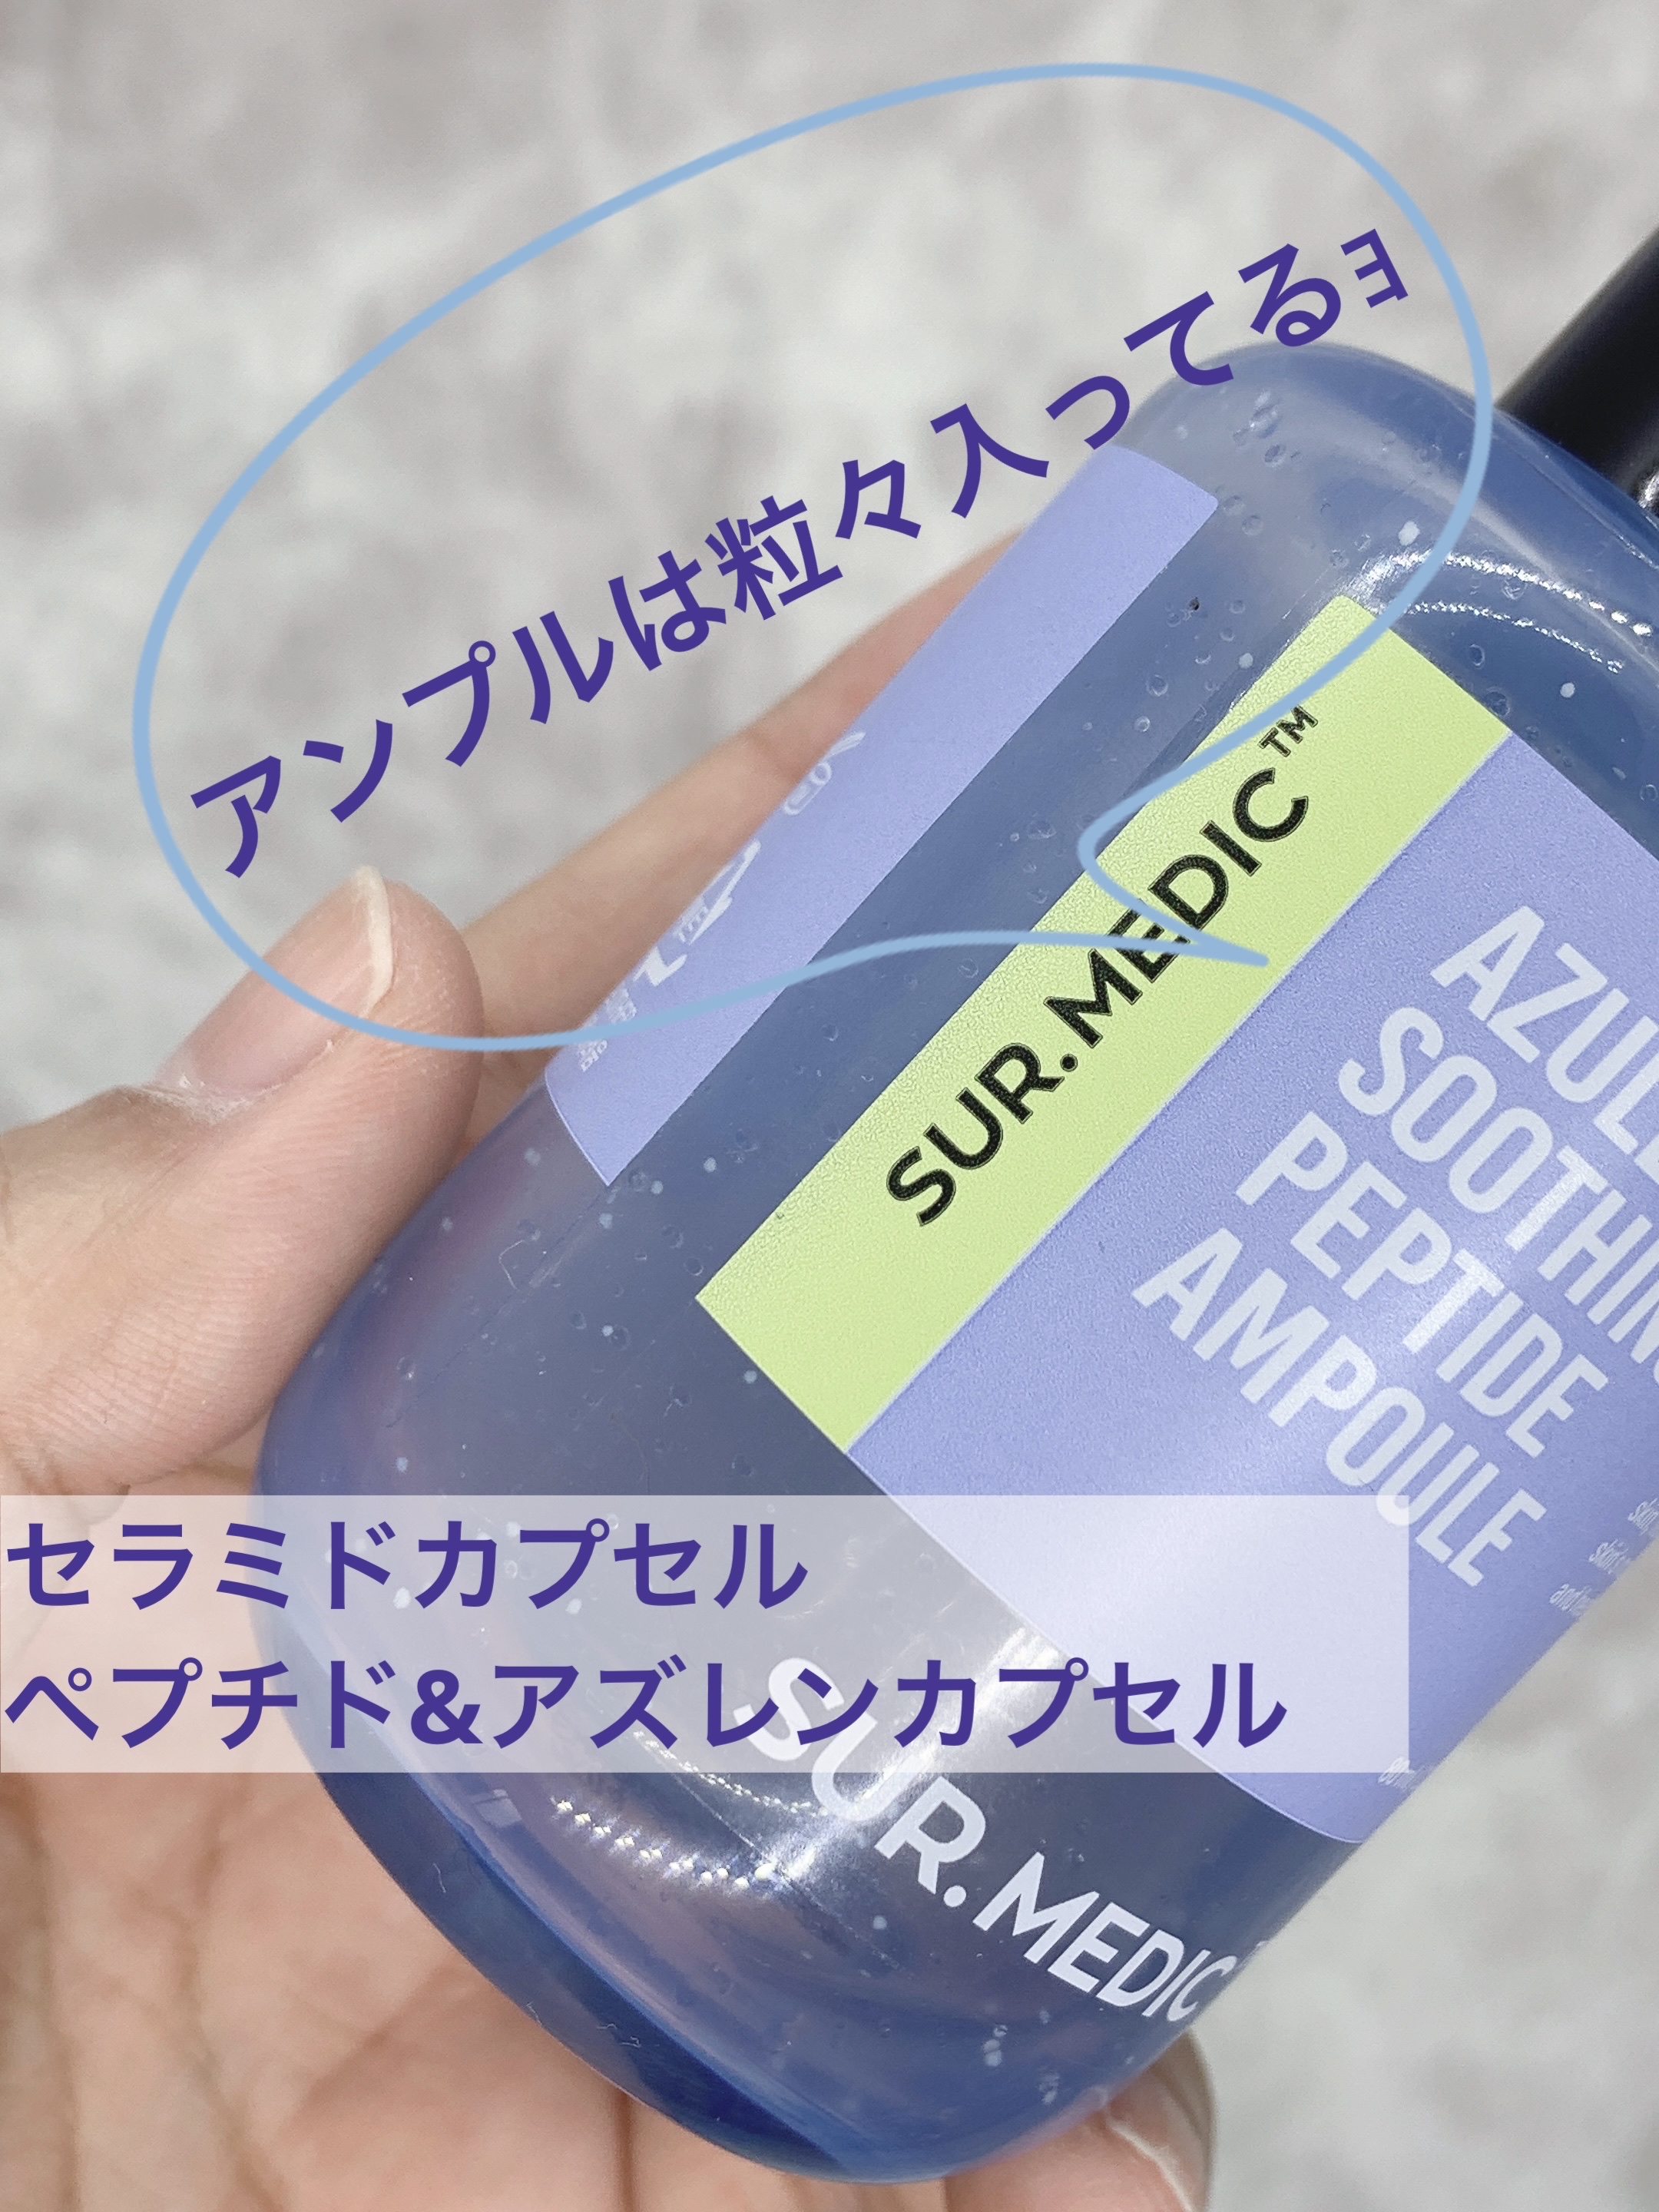 アンプルは粒々入ってるﾖ
SUR.MEDIC™
SOOTHING
PEPTIDE
AMPOULE
セラミドカプセル
ペプチド&アズレンカプセル
SUR.MEDIC